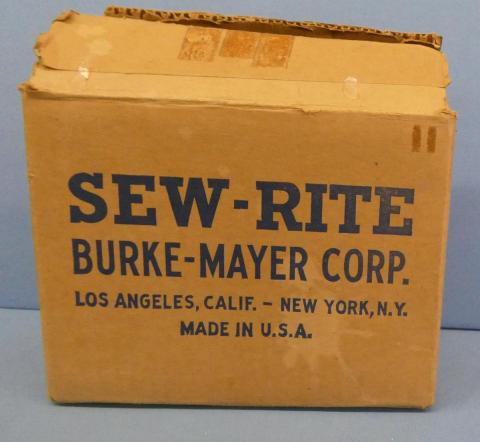 SEW-RITE
BURKE-MAYER CORP.
LOS ANGELES, CALIF. - NEW YORK, N.Y.
MADE IN U.S.A.